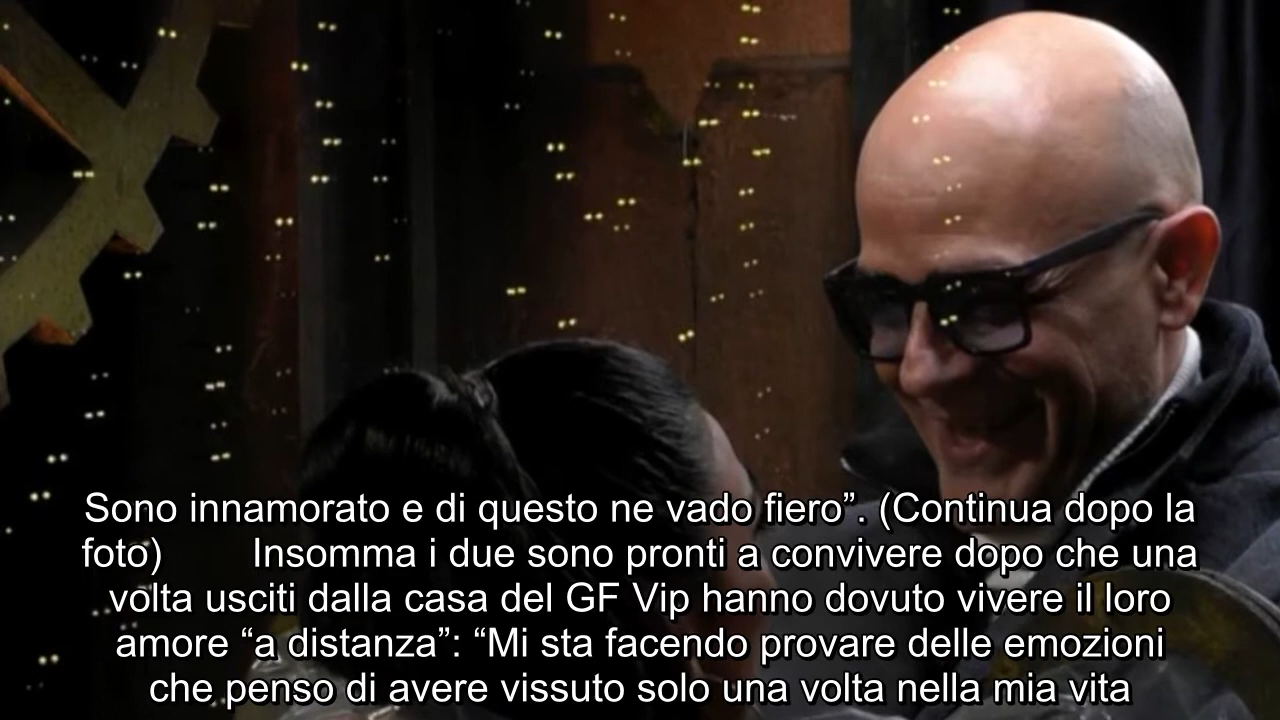 Sono innamorato e di questo ne vado fiero”. (Continua dopo la
foto) Insomma i due sono pronti a convivere dopo che una
volta usciti dalla casa del GF Vip hanno dovuto vivere il loro
amore “a distanza”: “Mi sta facendo provare delle emozioni
che penso di avere vissuto solo una volta nella mia vita